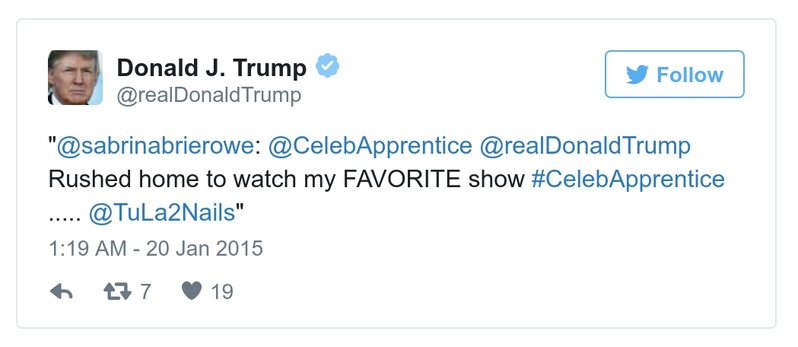 Donald J. Trump
@realDonaldTrump
Follow
"@sabrinabrierowe: @CelebApprentice @realDonaldTrump
Rushed home to watch my FAVORITE show #CelebApprentice
..... @TuLa2Nails"
1:19 AM - 20 Jan 2015
7 19